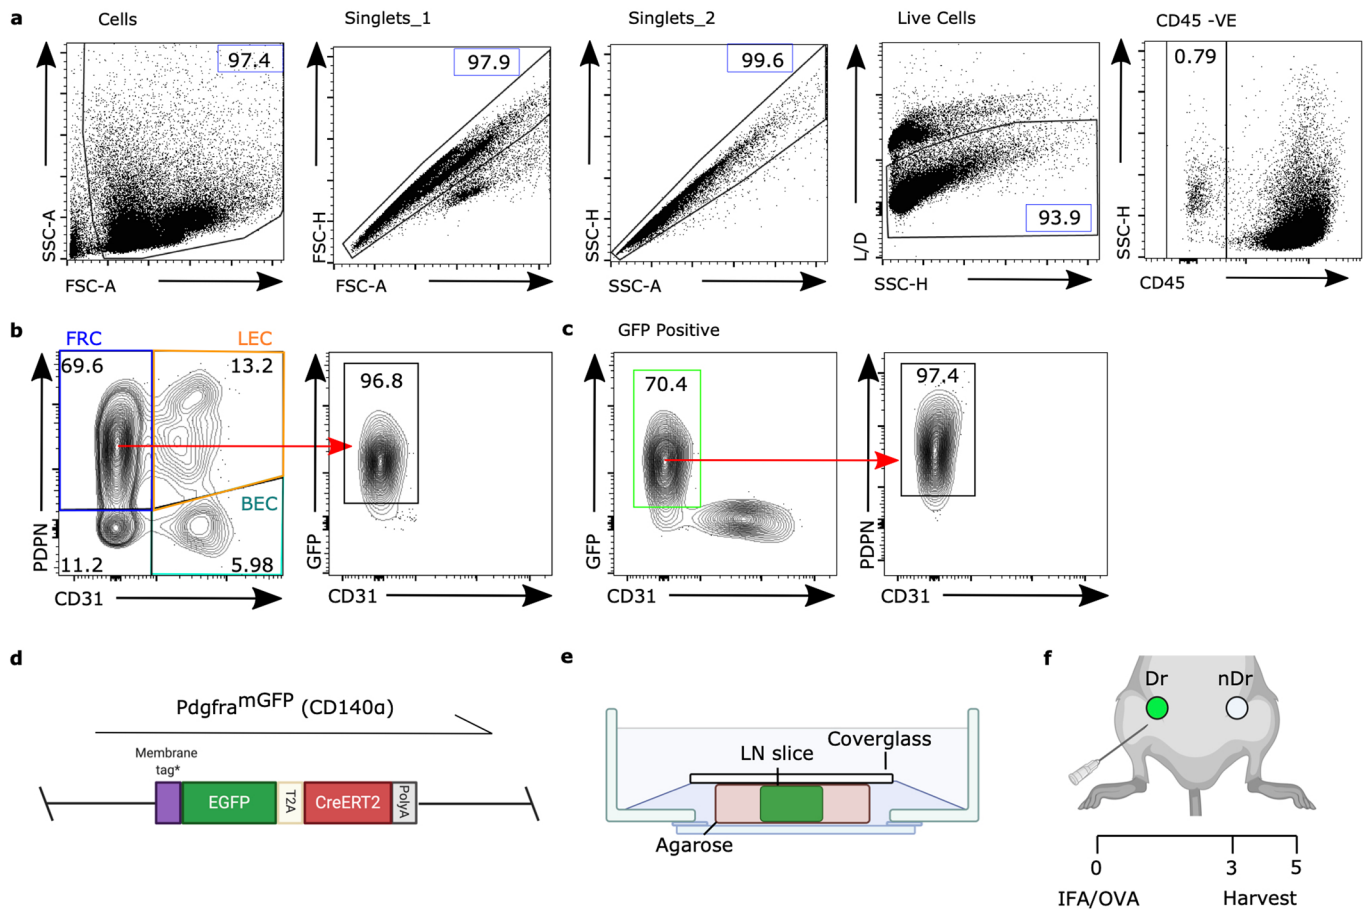 a
Cells
Singlets_1
Singlets_2
Live Cells
CD45 -VE
97.4
97.9
99.6
93.9
0.79
SSC-A
FSC-A
FSC-H
FSC-A
SSC-H
SSC-A
L/D
SSC-H
SSC-H
CD45
b
FRC
LEC
69.6
13.2
BEC
11.2
5.98
PDPN
CD31
96.8
GFP
CD31
c
GFP Positive
70.4
GFP
CD31
97.4
PDPN
CD31
d
PdgframGFP (CD140α)
Membrane
tag*
EGFP
T2A
CreERT2
PolyA
e
LN slice
Coverglass
Agarose
f
Dr
nDr
0
3
5
IFA/OVA
Harvest